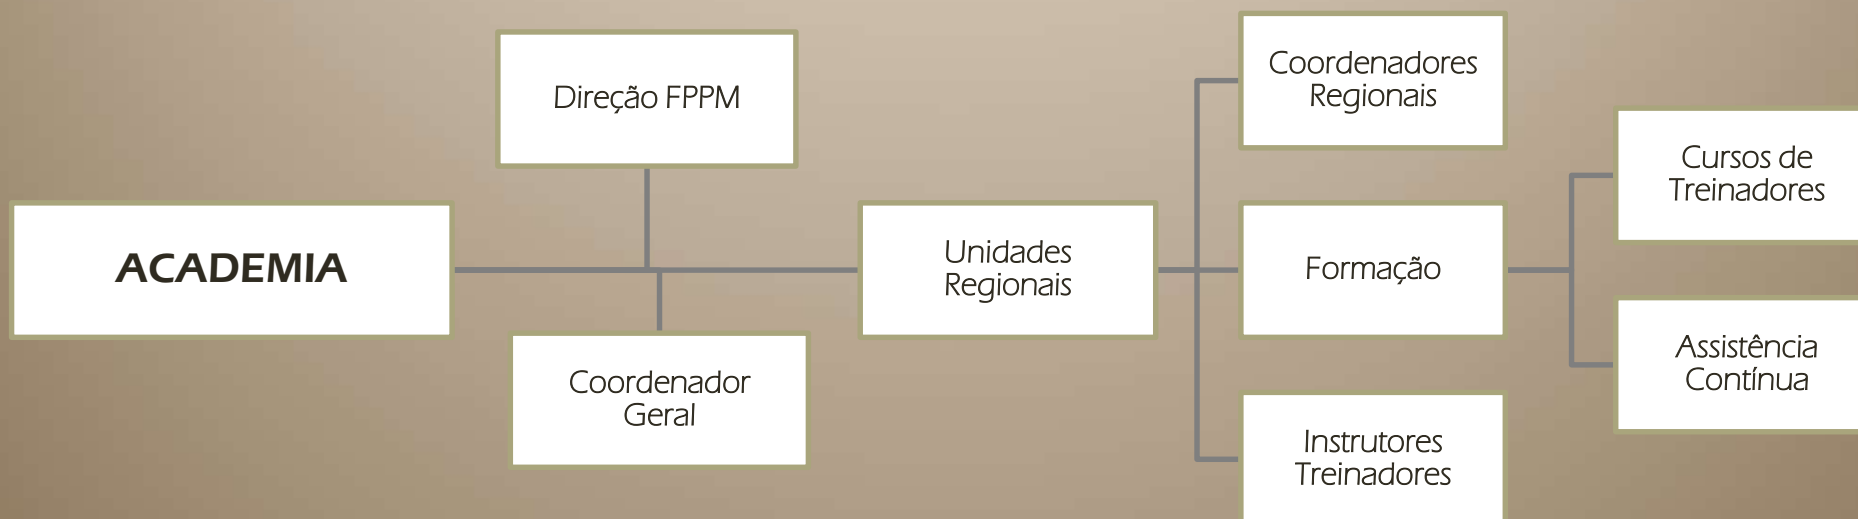 ACADEMIA
Direção FPPM
Coordenador
Geral
Unidades
Regionais
Coordenadores
Regionais
Formação
Instrutores
Treinadores
Cursos de
Treinadores
Assistência
Contínua